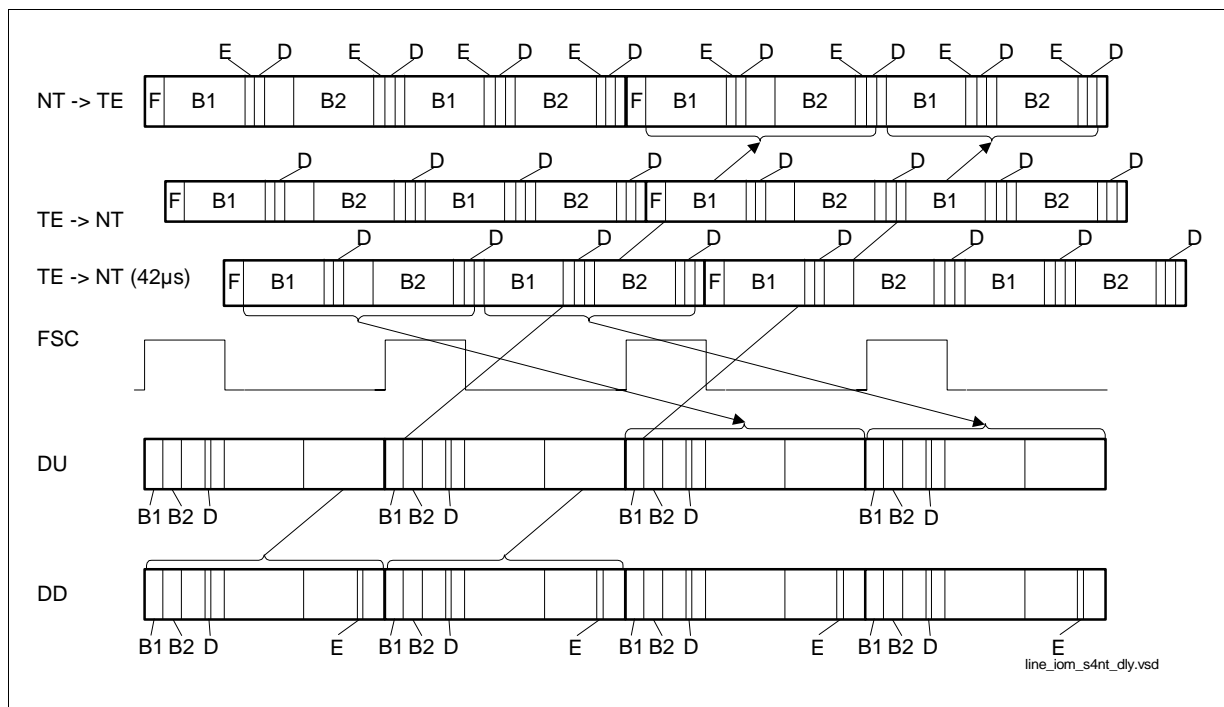 E D E D E D E D E D E D E D E D
NT -> TE F B1 B2 B1 B2 F B1 B2 B1 B2
D D D D D D D D
F B1 B2 B1 B2 F B1 B2 B1 B2
TE -> NT
D D D D D D D D
TE -> NT (42µs) F B1 B2 B1 B2 F B1 B2 B1 B2
FSC
DU
B1 B2 D B1 B2 D B1 B2 D B1 B2 D
DD
B1 B2 D E B1 B2 D E B1 B2 D E B1 B2 D E
line_iom_s4nt_dly.vsd